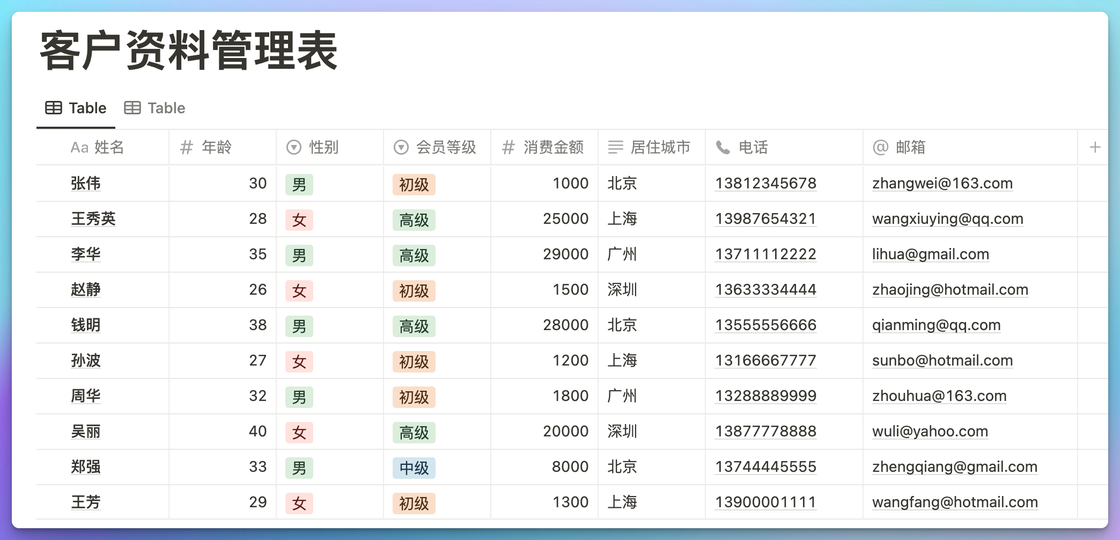 客户资料管理表
Table Table
Aa 姓名 # 年龄 性别 会员等级 # 消费金额 居住城市 电话 @ 邮箱 +
张伟 30 男 初级 1000 北京 13812345678 zhangwei@163.com
王秀英 28 女 高级 25000 上海 13987654321 wangxiuying@qq.com
李华 35 男 高级 29000 广州 13711112222 lihua@gmail.com
赵静 26 女 初级 1500 深圳 13633334444 zhaojing@hotmail.com
钱明 38 男 高级 28000 北京 13555556666 qianming@qq.com
孙波 27 女 初级 1200 上海 13166667777 sunbo@hotmail.com
周华 32 男 初级 1800 广州 13288889999 zhouhua@163.com
吴丽 40 女 高级 20000 深圳 13877778888 wuli@yahoo.com
郑强 33 男 中级 8000 北京 13744445555 zhengqiang@gmail.com
王芳 29 女 初级 1300 上海 13900001111 wangfang@hotmail.com